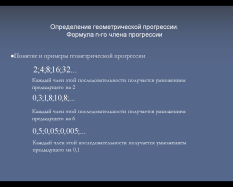 Определение геометрической прогрессии.
Формула n-го члена прогрессии
●Понятие и примеры геометрической прогрессии
2;4;8;16;32...
Каждый член этой последовательности получается умножением
предыдущего на 2
0,3;1,8;10,8;...
Каждый член этой последовательности получается умножением
предыдущего на 6
0,5;0,05;0,005;...
Каждый член этой последовательности получается умножением
предыдущего на 0,1